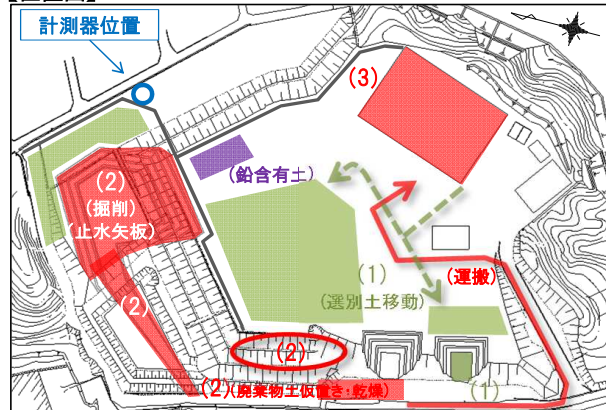 計測器位置
(3)
(鉛含有土)
(2)
(掘削)
(止水矢板)
(2)
(1)
(選別土移動)
(運搬)
(2)
(2)(廃棄物土仮置き・乾燥)
(1)